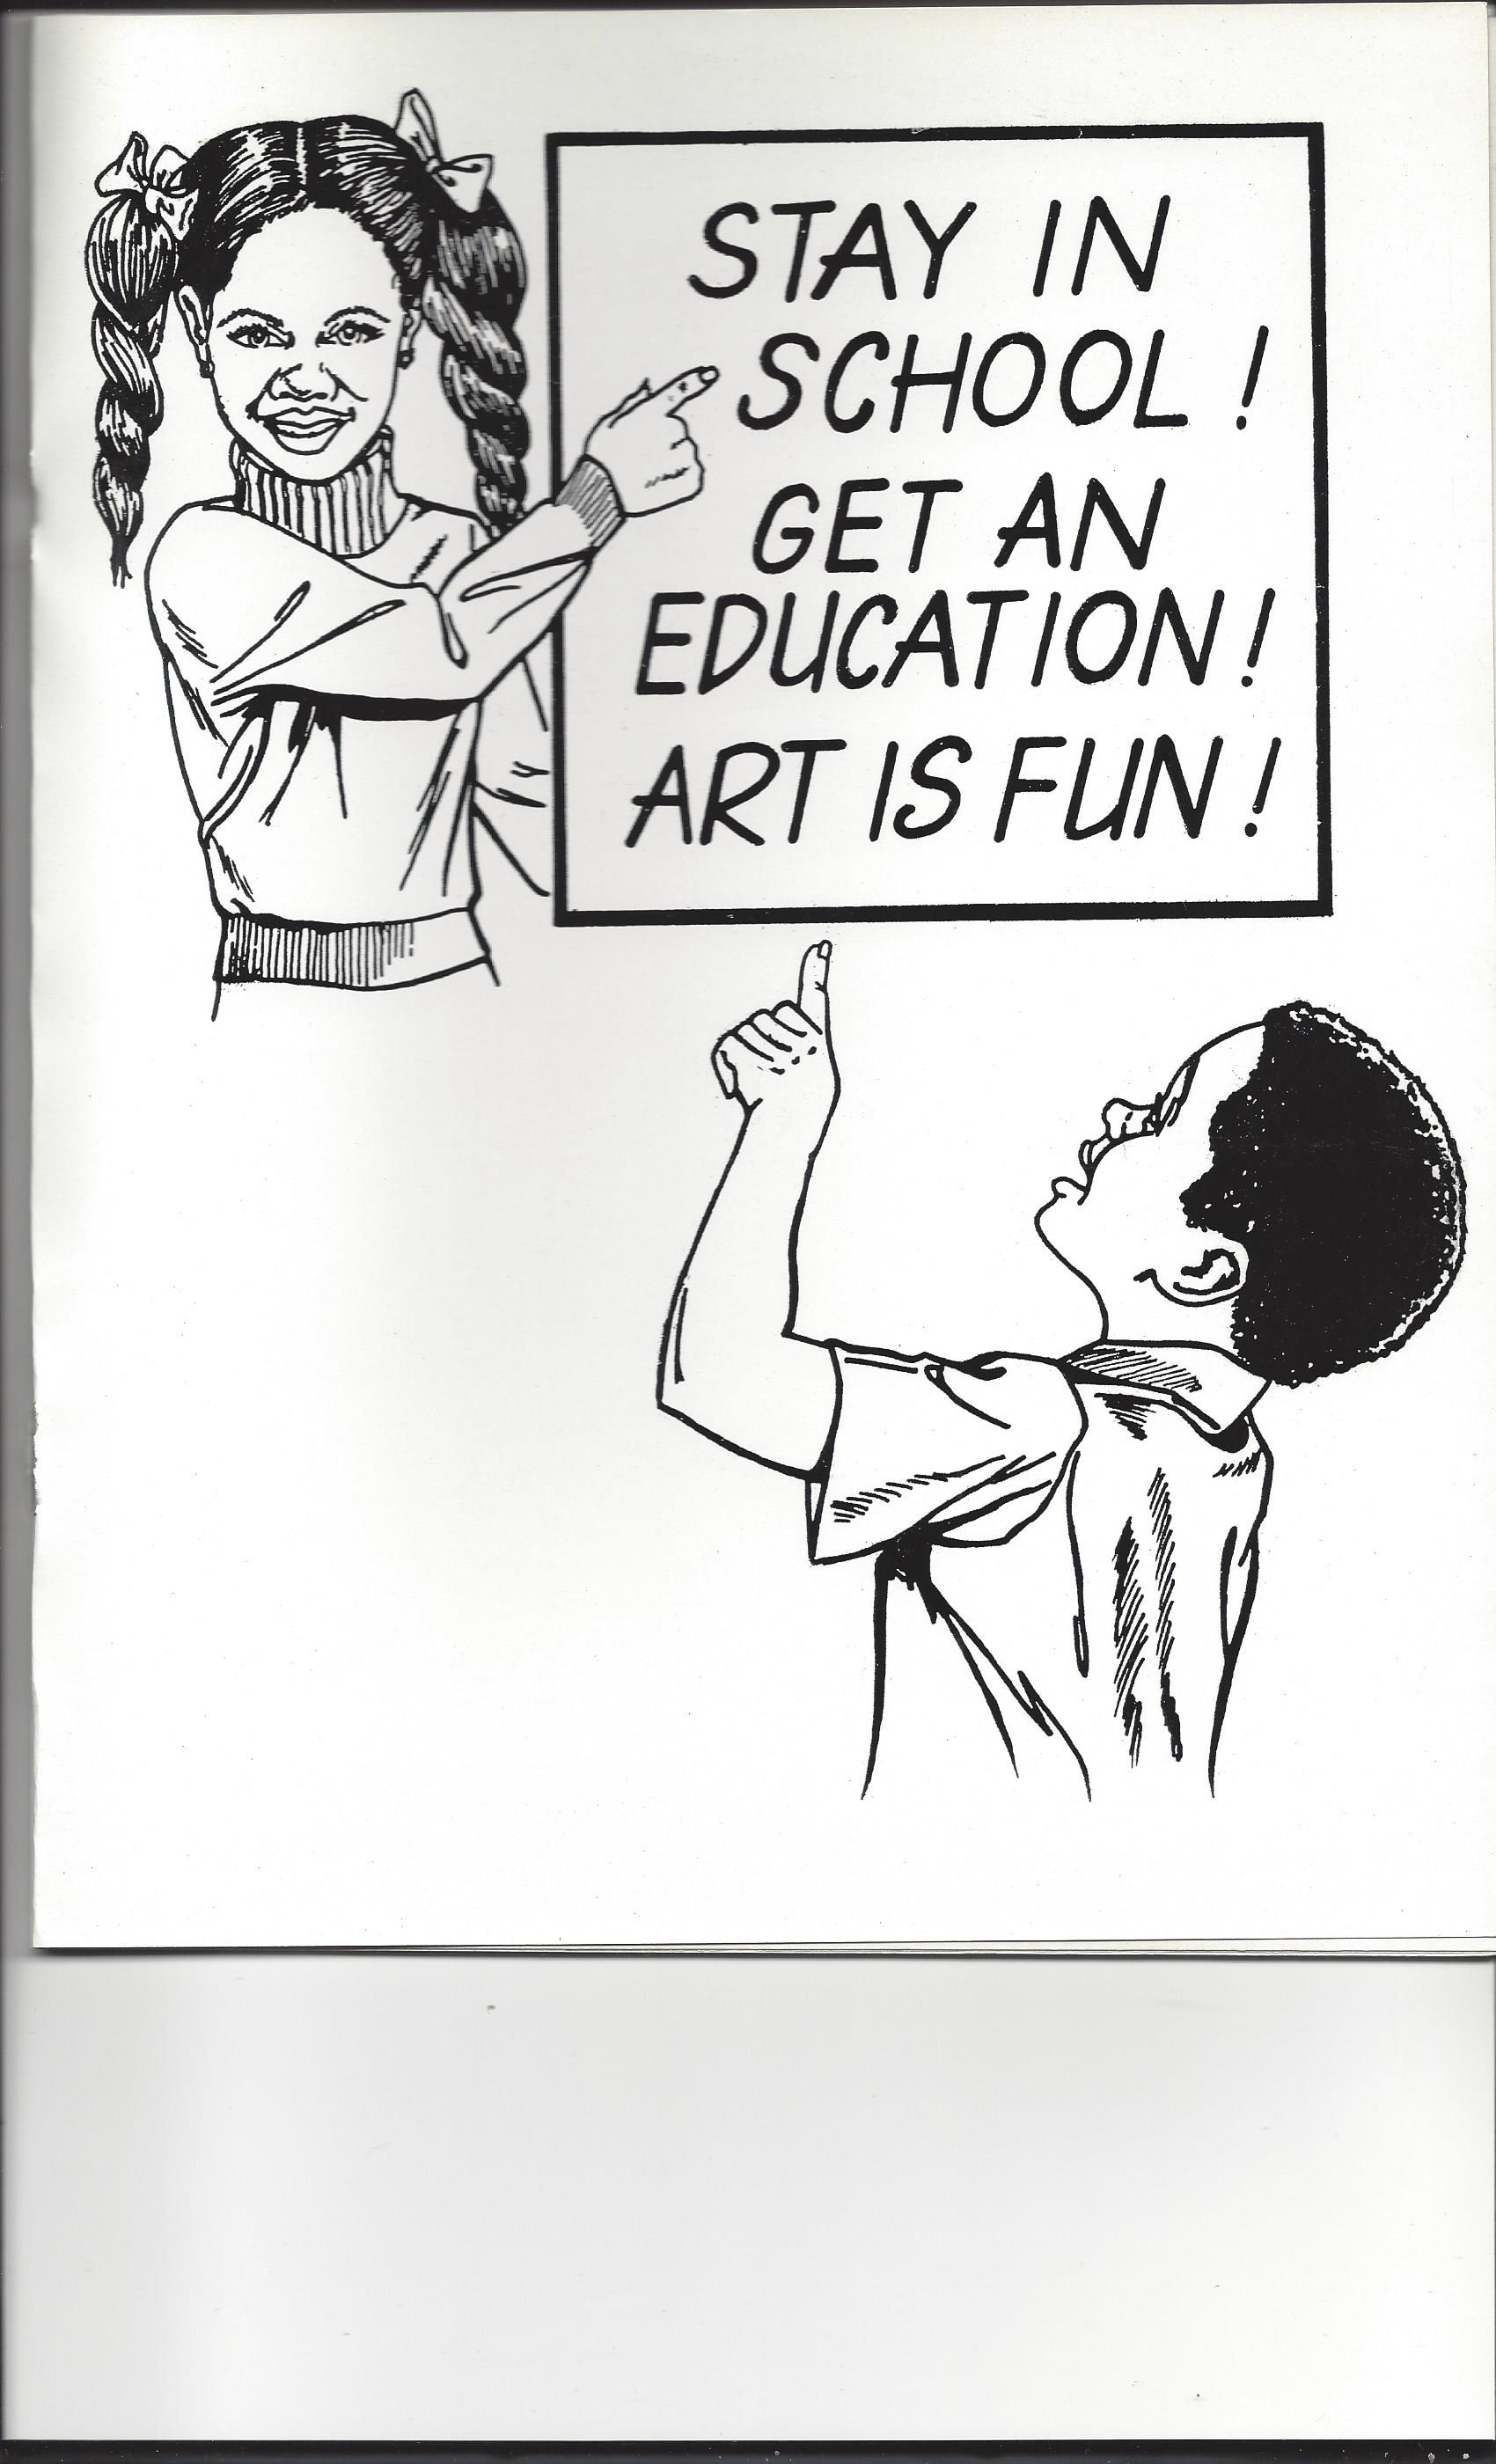 STAY IN
SCHOOL!
GET AN
EDUCATION!
ART IS FUN!